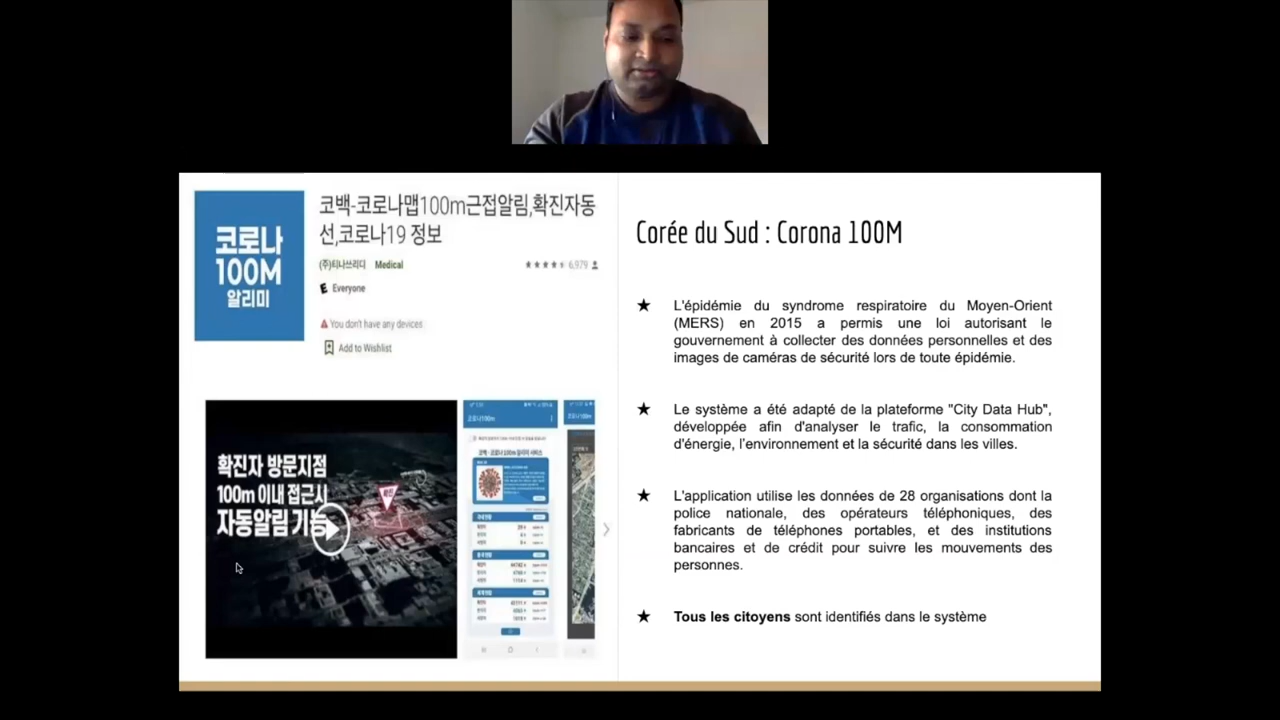 코로나
100M
알리미
코백-코로나맵100m근접알림,확진자동
선,코로나19 정보
(주)티나쓰리디 Medical
6,979
E Everyone
You don't have any devices
Add to Wishlist
확진자 방문지점
100m 이내 접근시
자동알림 기능
Corée du Sud : Corona 100M
★ L'épidémie du syndrome respiratoire du Moyen-Orient
(MERS) en 2015 a permis une loi autorisant le
gouvernement à collecter des données personnelles et des
images de caméras de sécurité lors de toute épidémie.
★ Le système a été adapté de la plateforme "City Data Hub",
développée afin d'analyser le trafic, la consommation
d'énergie, l'environnement et la sécurité dans les villes.
★ L'application utilise les données de 28 organisations dont la
police nationale, des opérateurs téléphoniques, des
fabricants de téléphones portables, et des institutions
bancaires et de crédit pour suivre les mouvements des
personnes.
★ Tous les citoyens sont identifiés dans le système